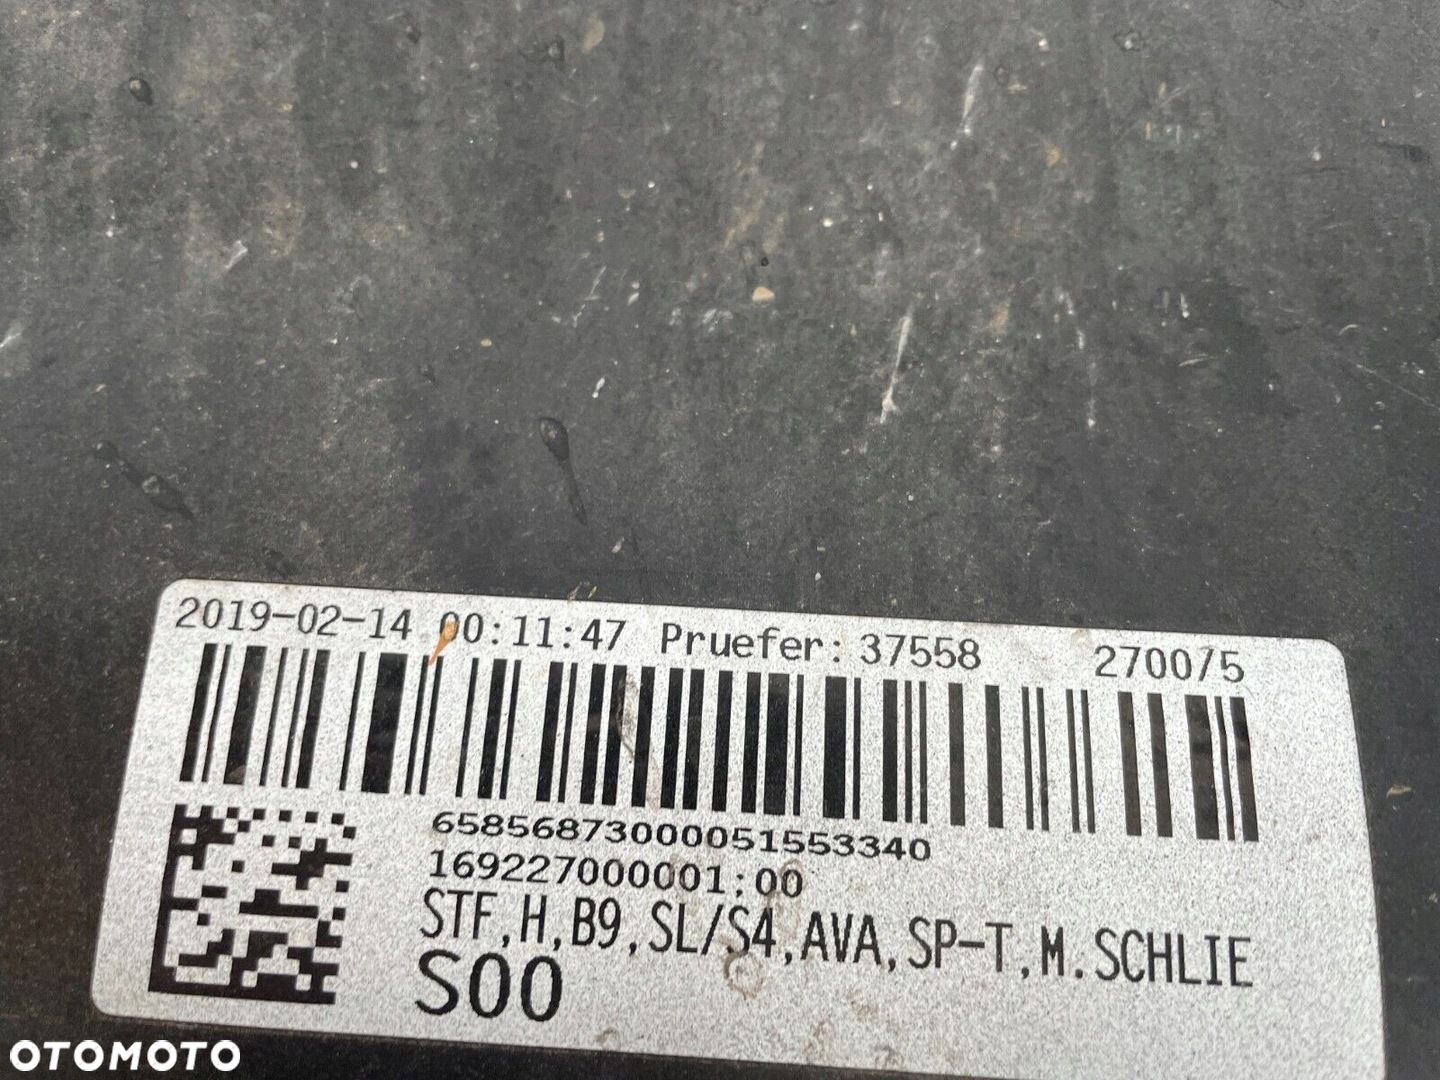 2019-02-14 00:11:47 Pruefer: 37558 270075
65856873000051553340
169227000001:00
STF,H,B9,SL/S4,AVA,SP-T,M.SCHLIE
S00
OTOMOTO